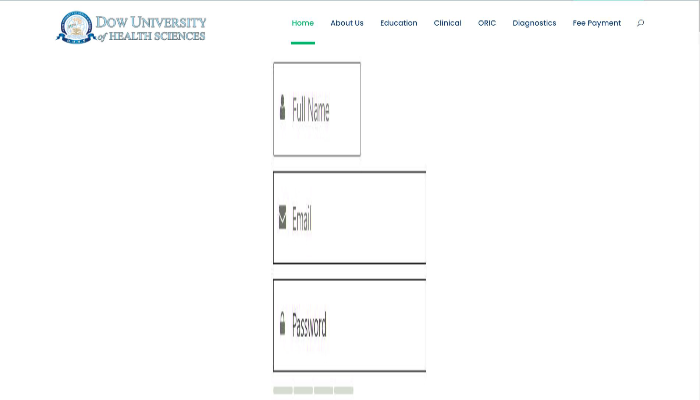 DOW UNIVERSITY
of HEALTH SCIENCES
Home About Us Education Clinical ORIC Diagnostics Fee Payment
Full Name
Email
Password